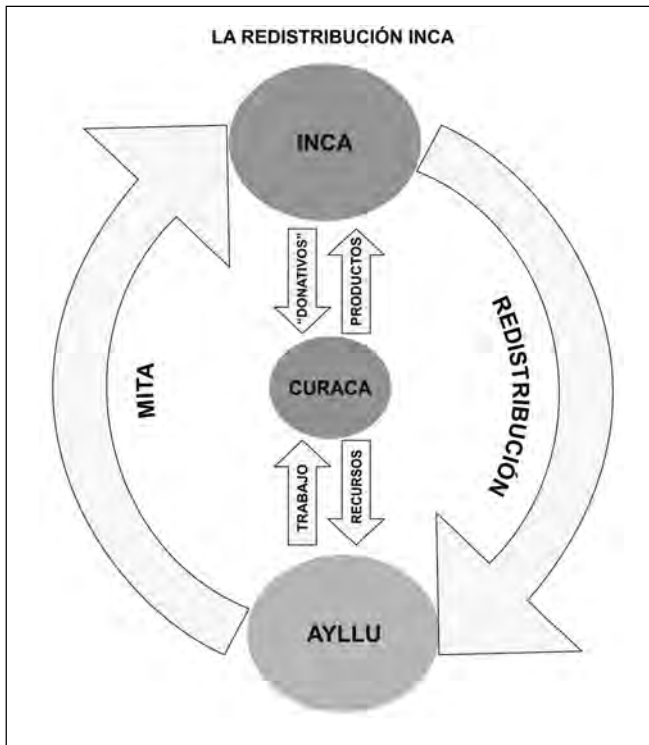 LA REDISTRIBUCIÓN INCA
INCA
"DONATIVOS"
PRODUCTOS
MITA
CURACA
REDISTRIBUCIÓN
TRABAJO
RECURSOS
AYLLU